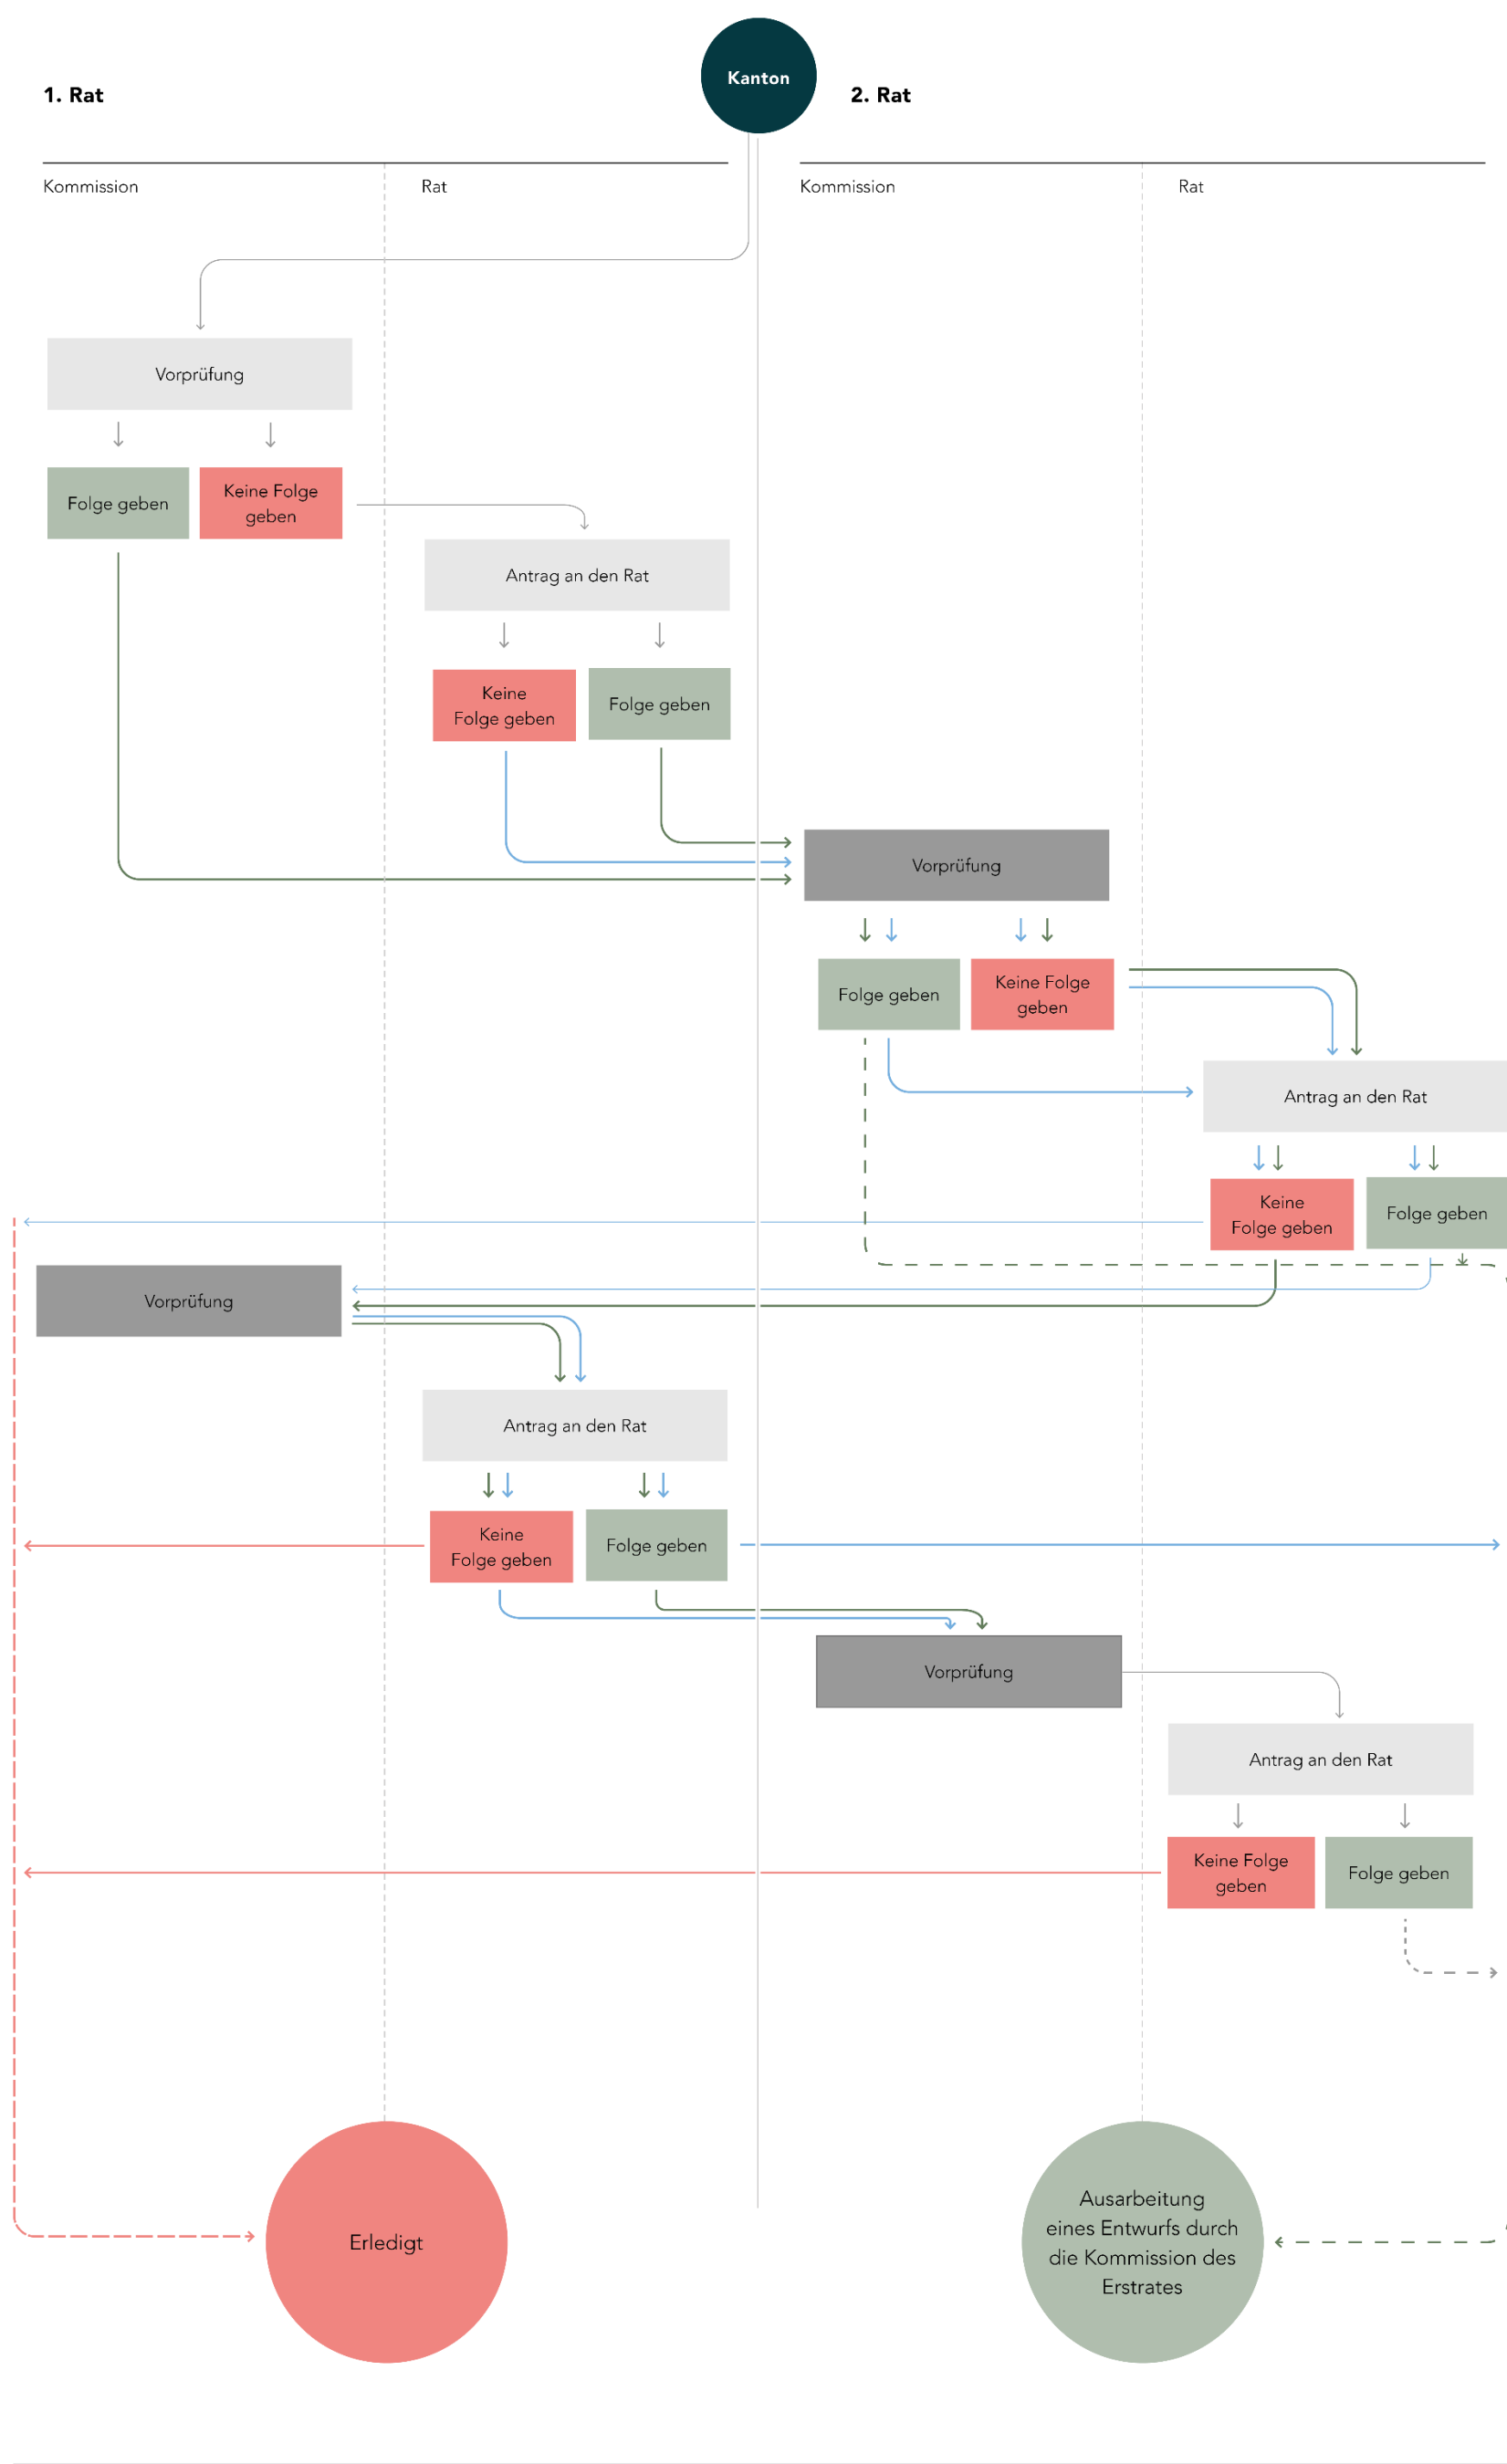 Kanton
1. Rat
2. Rat
Kommission
Rat
Kommission
Rat
Vorprüfung
Folge geben
Keine Folge
geben
Antrag an den Rat
Keine
Folge geben
Folge geben
Vorprüfung
Folge geben
Keine Folge
geben
Antrag an den Rat
Keine
Folge geben
Folge geben
Vorprüfung
Antrag an den Rat
Keine
Folge geben
Folge geben
Vorprüfung
Antrag an den Rat
Keine Folge
geben
Folge geben
Erledigt
Ausarbeitung
eines Entwurfs durch
die Kommission des
Erstrates